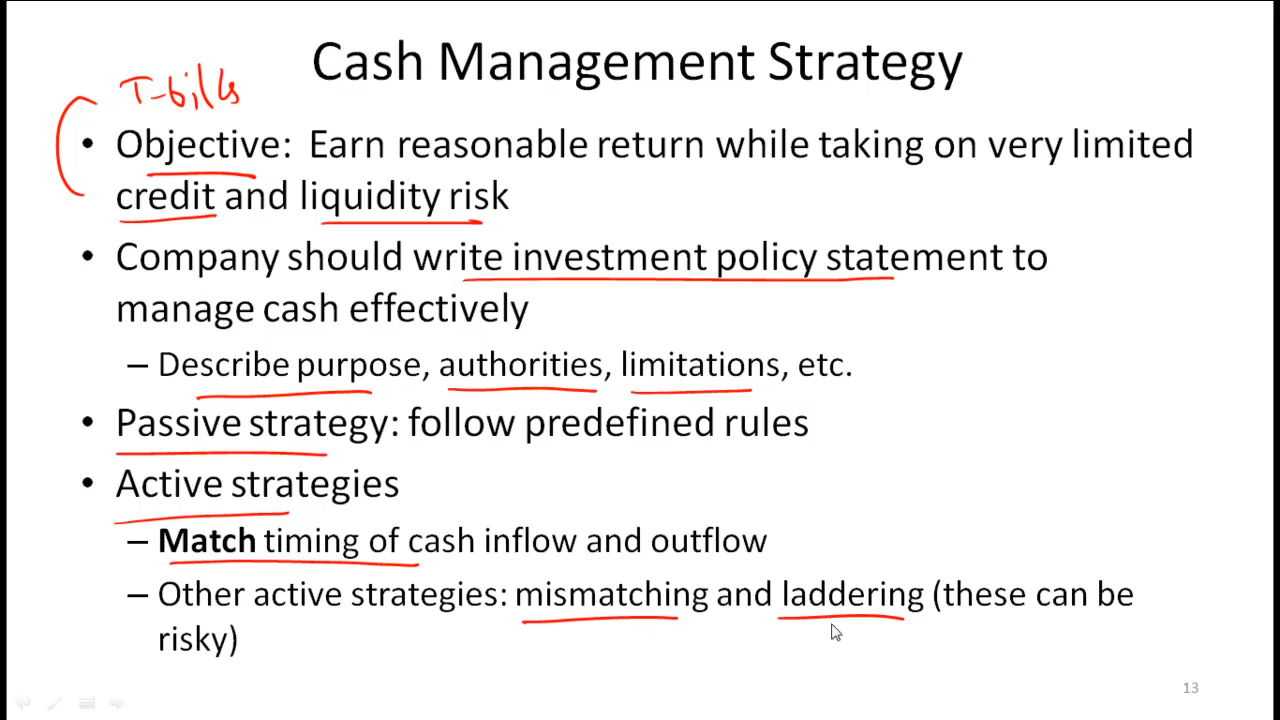 Cash Management Strategy
T-bills
• Objective: Earn reasonable return while taking on very limited
credit and liquidity risk
• Company should write investment policy statement to
manage cash effectively
– Describe purpose, authorities, limitations, etc.
• Passive strategy: follow predefined rules
• Active strategies
– Match timing of cash inflow and outflow
– Other active strategies: mismatching and laddering (these can be
risky)
13